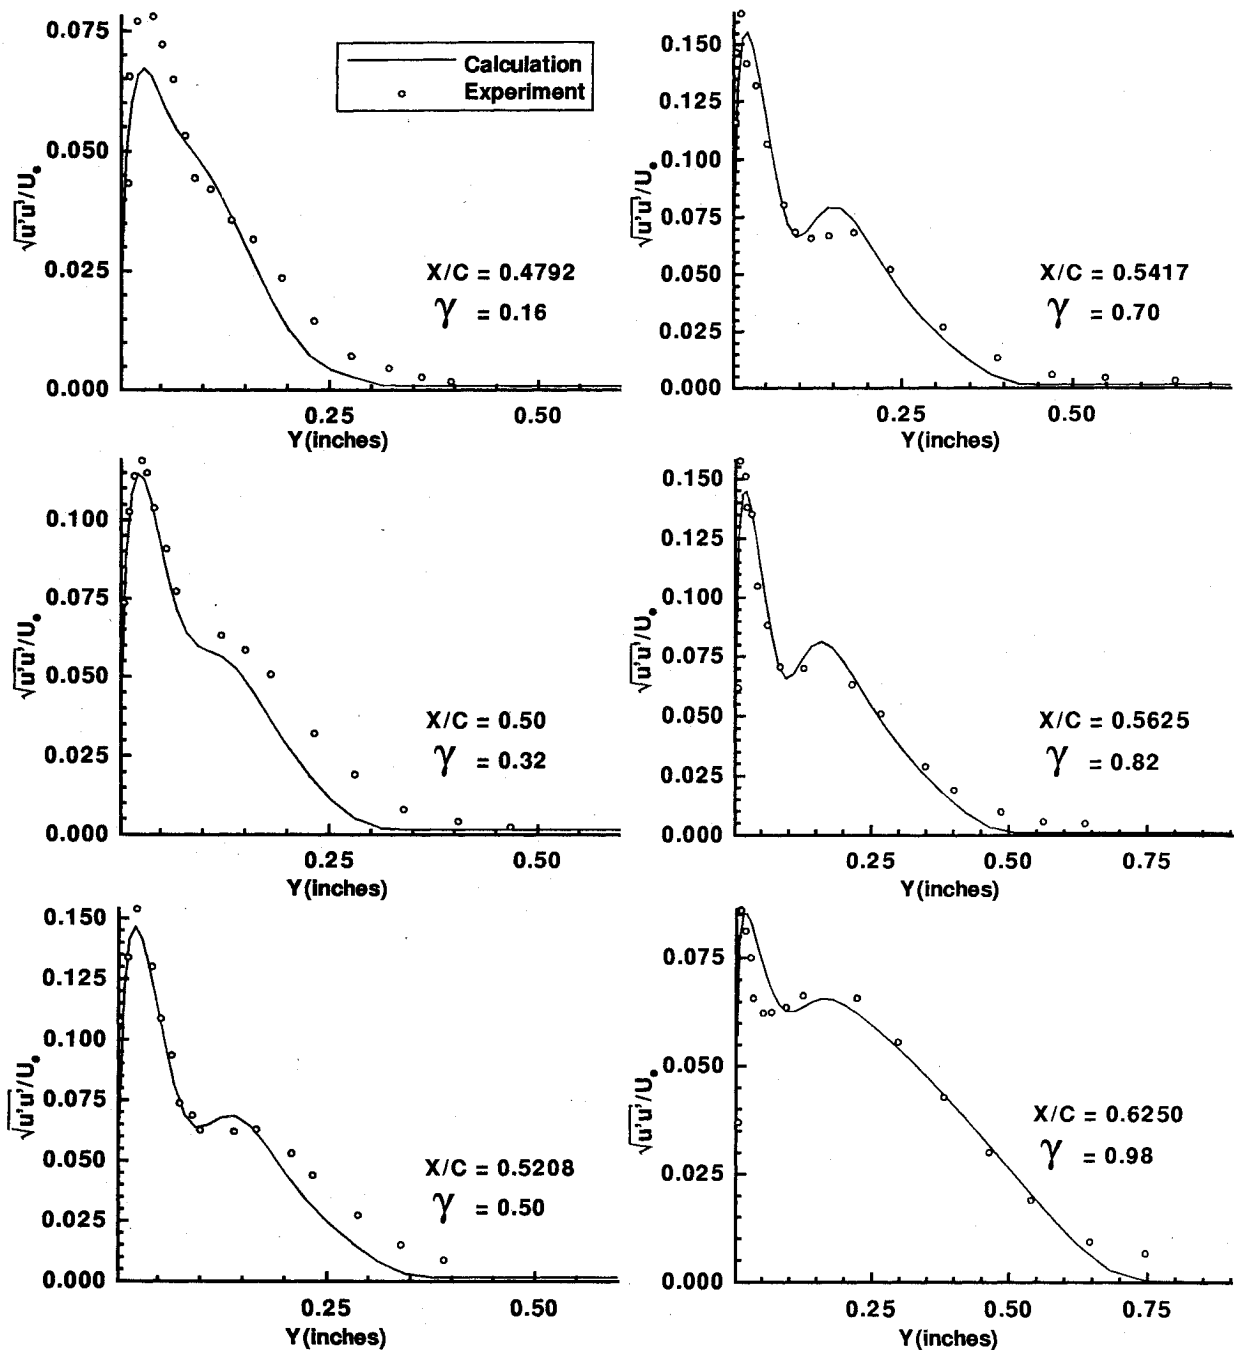 0.075
0.050
0.025
0.000
√u'u'/Uₑ
Calculation
Experiment
X/C = 0.4792
γ = 0.16
0.25
0.50
Y(inches)
0.150
0.125
0.100
0.075
0.050
0.025
0.000
√u'u'/Uₑ
X/C = 0.5417
γ = 0.70
0.25
0.50
Y(inches)
0.100
0.075
0.050
0.025
0.000
√u'u'/Uₑ
X/C = 0.50
γ = 0.32
0.25
0.50
Y(inches)
0.150
0.125
0.100
0.075
0.050
0.025
0.000
√u'u'/Uₑ
X/C = 0.5625
γ = 0.82
0.25
0.50
0.75
Y(inches)
0.150
0.125
0.100
0.075
0.050
0.025
0.000
√u'u'/Uₑ
X/C = 0.5208
γ = 0.50
0.25
0.50
Y(inches)
0.075
0.050
0.025
0.000
√u'u'/Uₑ
X/C = 0.6250
γ = 0.98
0.25
0.50
0.75
Y(inches)